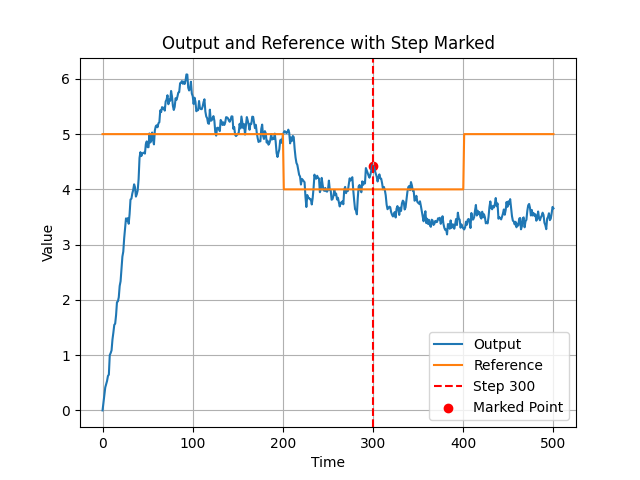 Output and Reference with Step Marked
Value
6
5
4
3
2
1
0
0 100 200 300 400 500
Time
Output
Reference
Step 300
Marked Point